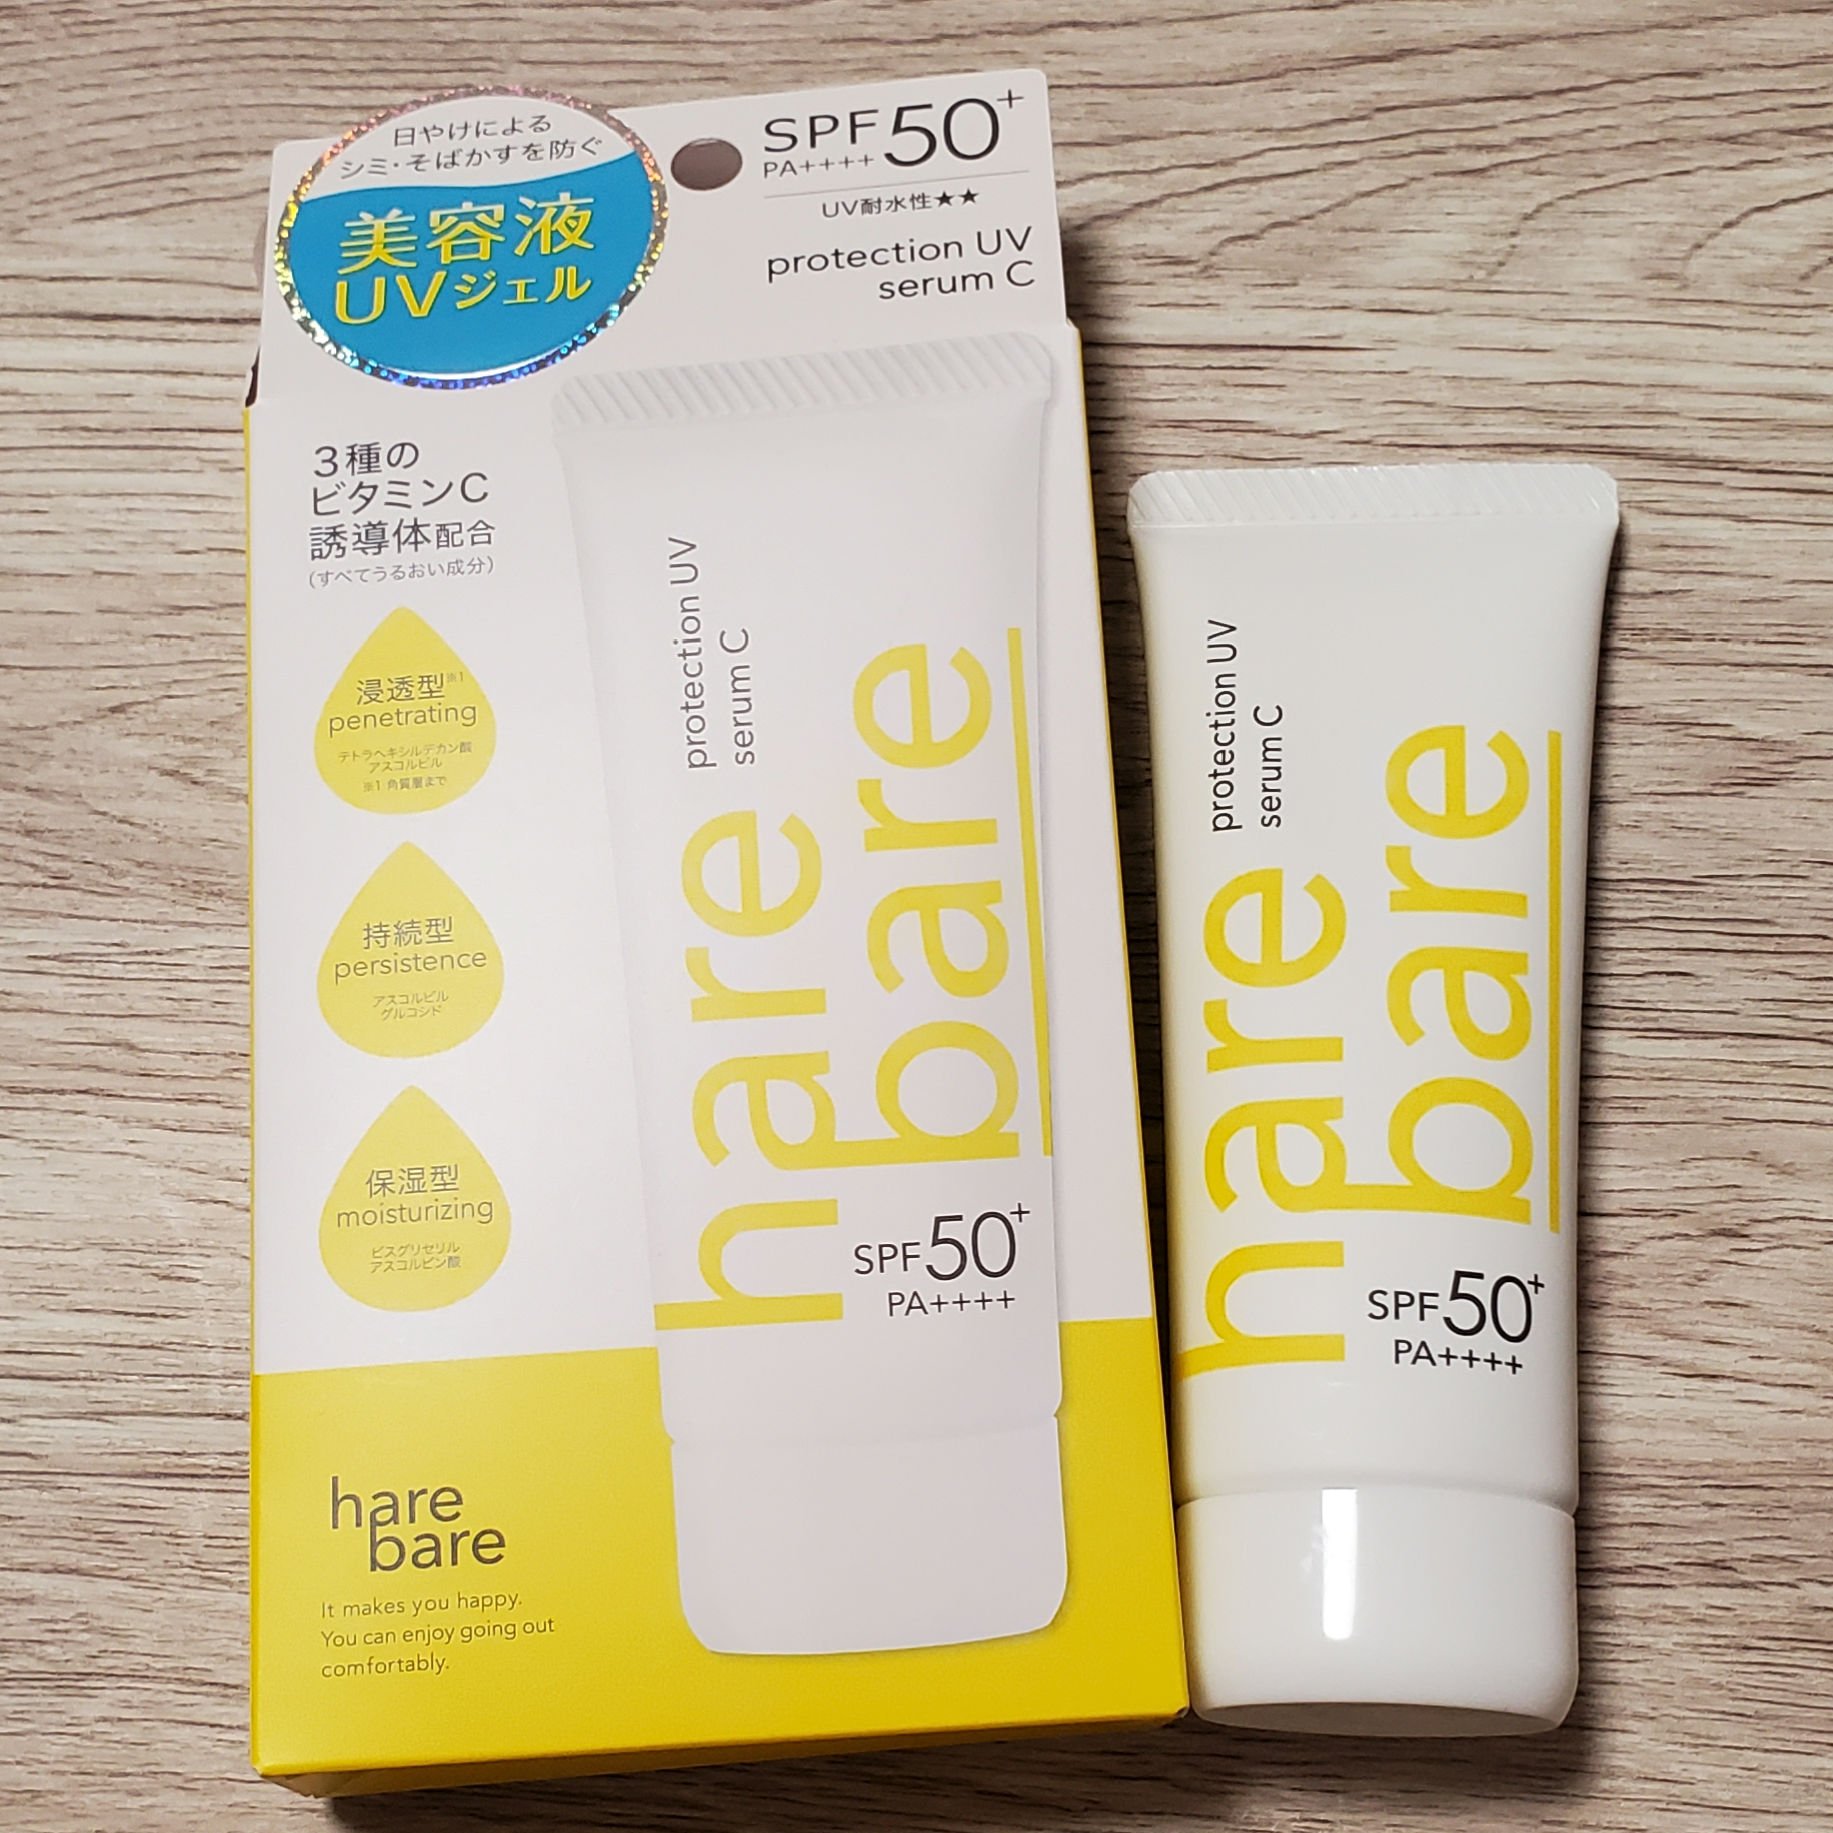 日やけによる
シミ・そばかすを防ぐ
美容液
UVジェル
SPF50+
PA++++
UV耐水性★★
protection UV
serum C
3種の
ビタミンC
誘導体配合
(すべてうるおい成分)
浸透型※1
penetrating
テトラヘキシルデカン酸
アスコルビル
※1 角質層まで
持続型
persistence
アスコルビル
グルコシド
保湿型
moisturizing
ビスグリセリル
アスコルビン酸
hare
bare
It makes you happy.
You can enjoy going out
comfortably.
protection UV
serum C
hare
bare
SPF50+
PA++++
protection UV
serum C
hare
bare
SPF50+
PA++++